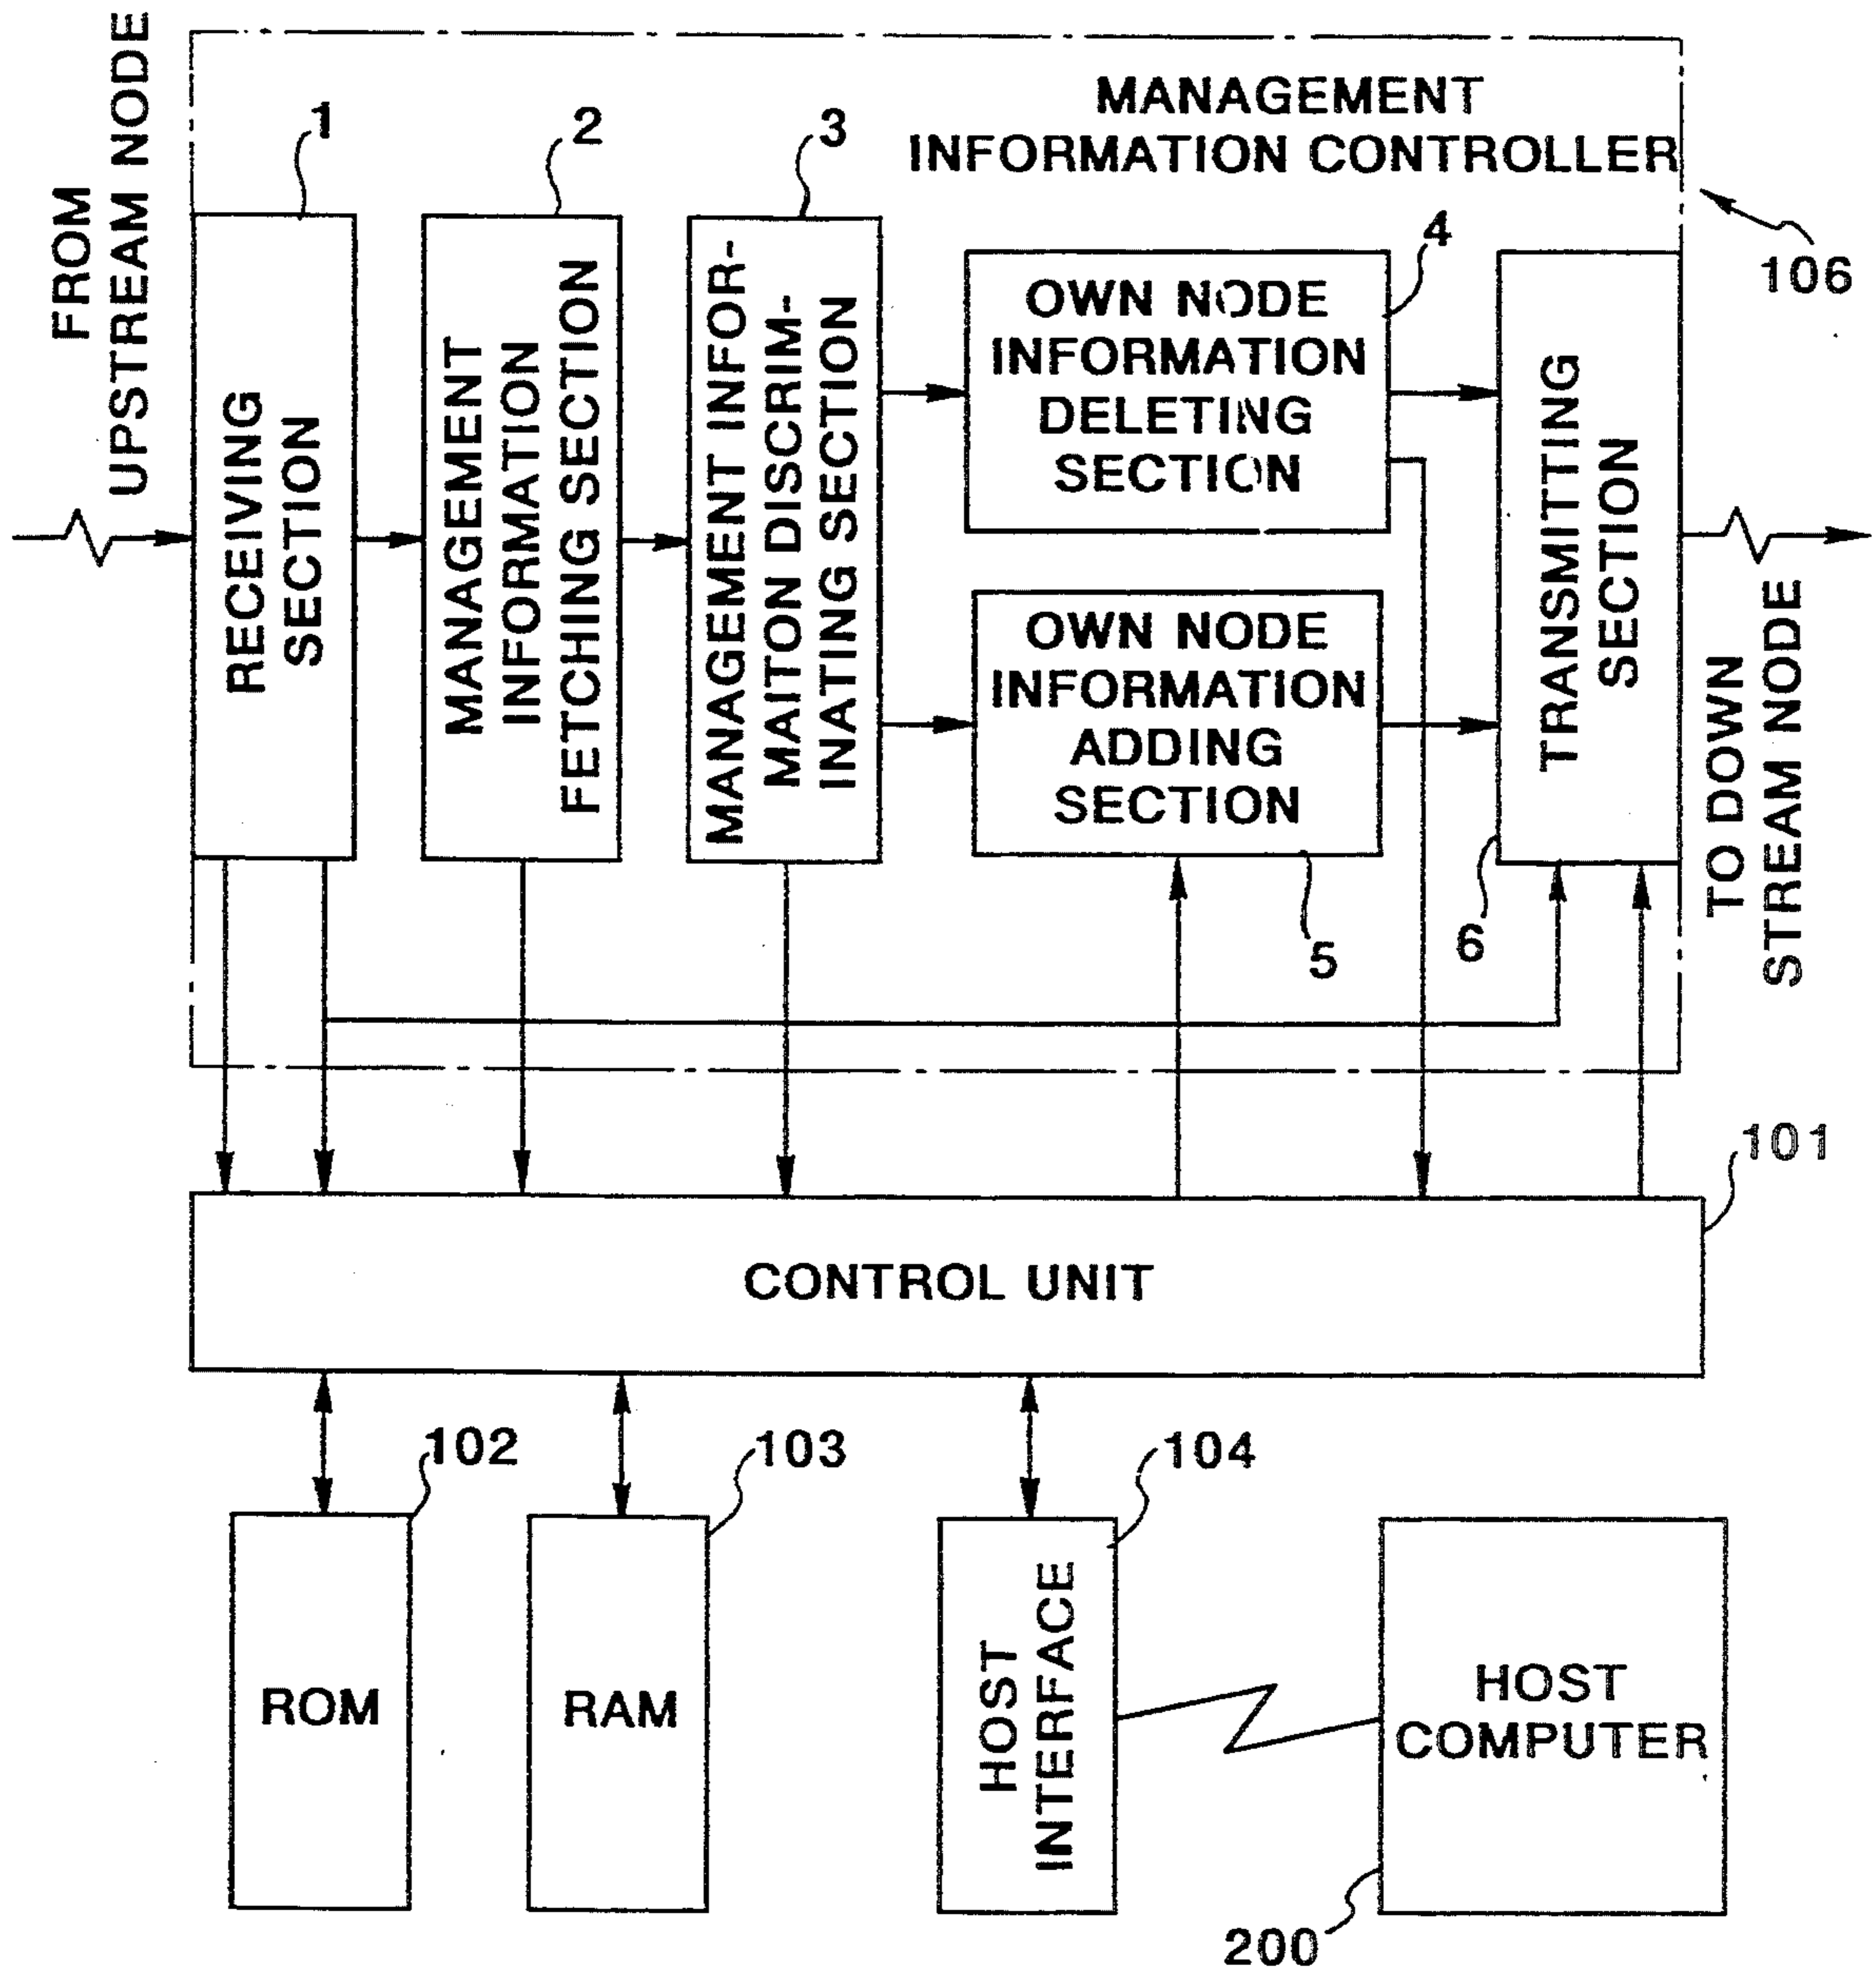 MANAGEMENT
INFORMATION CONTROLLER
106
FROM
UPSTREAM NODE
1
RECEIVING
SECTION
2
MANAGEMENT
INFORMATION
FETCHING SECTION
3
MANAGEMENT INFOR-
MAITON DISCRIM-
INATING SECTION
4
OWN NODE
INFORMATION
DELETING
SECTION
OWN NODE
INFORMATION
ADDING
SECTION
5
TRANSMITTING
SECTION
6
TO DOWN
STREAM NODE
101
CONTROL UNIT
102
ROM
103
RAM
104
HOST
INTERFACE
HOST
COMPUTER
200